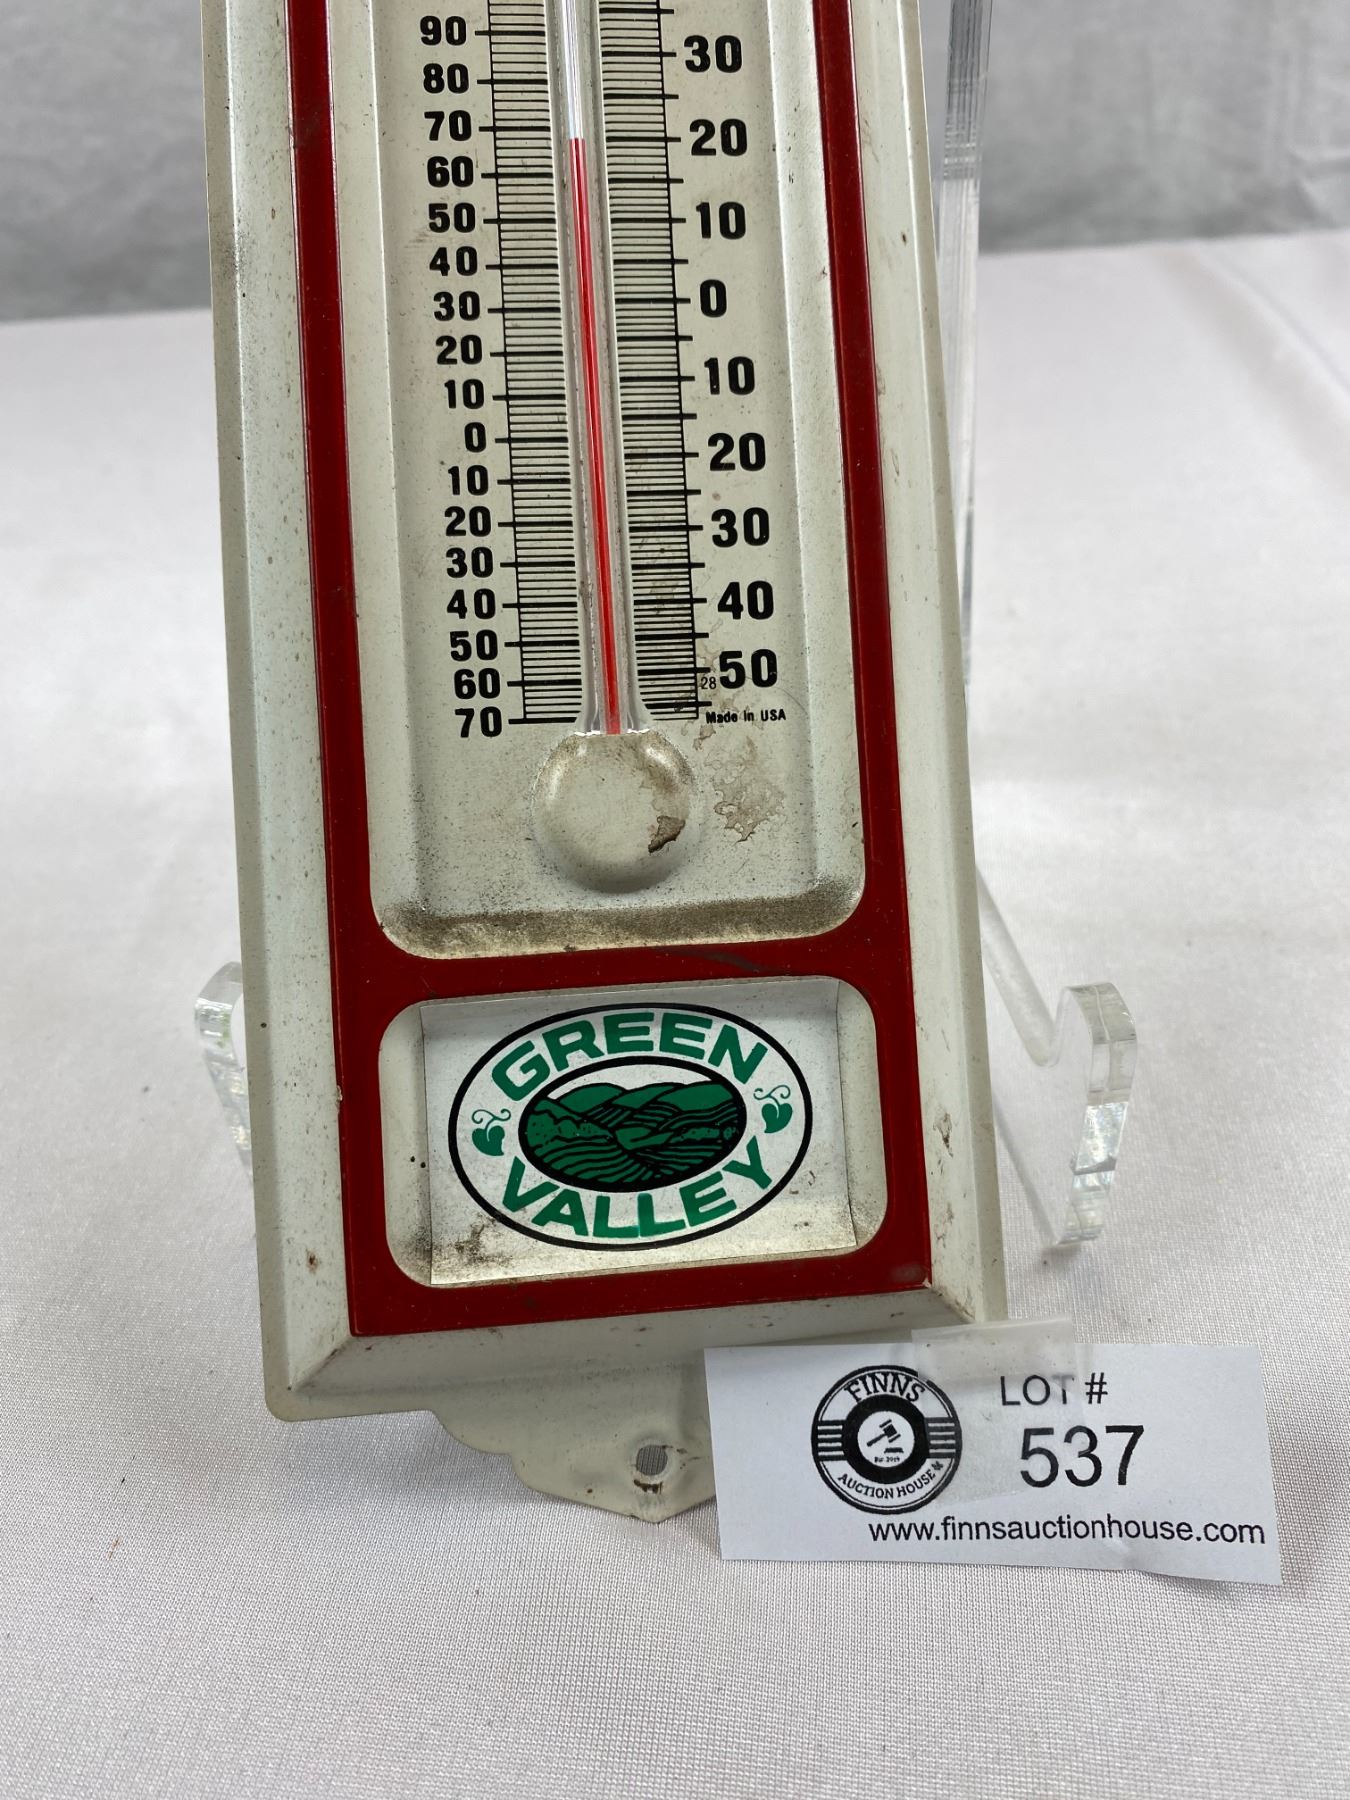 90 30
80
70 20
60
50 10
40
30 0
20
10 10
0
10 20
20
30 30
40 40
50
60 28 50
70 Made in USA
GREEN
VALLEY
FINNS
Est. 2019
AUCTION HOUSE
LOT #
537
www.finnsauctionhouse.com